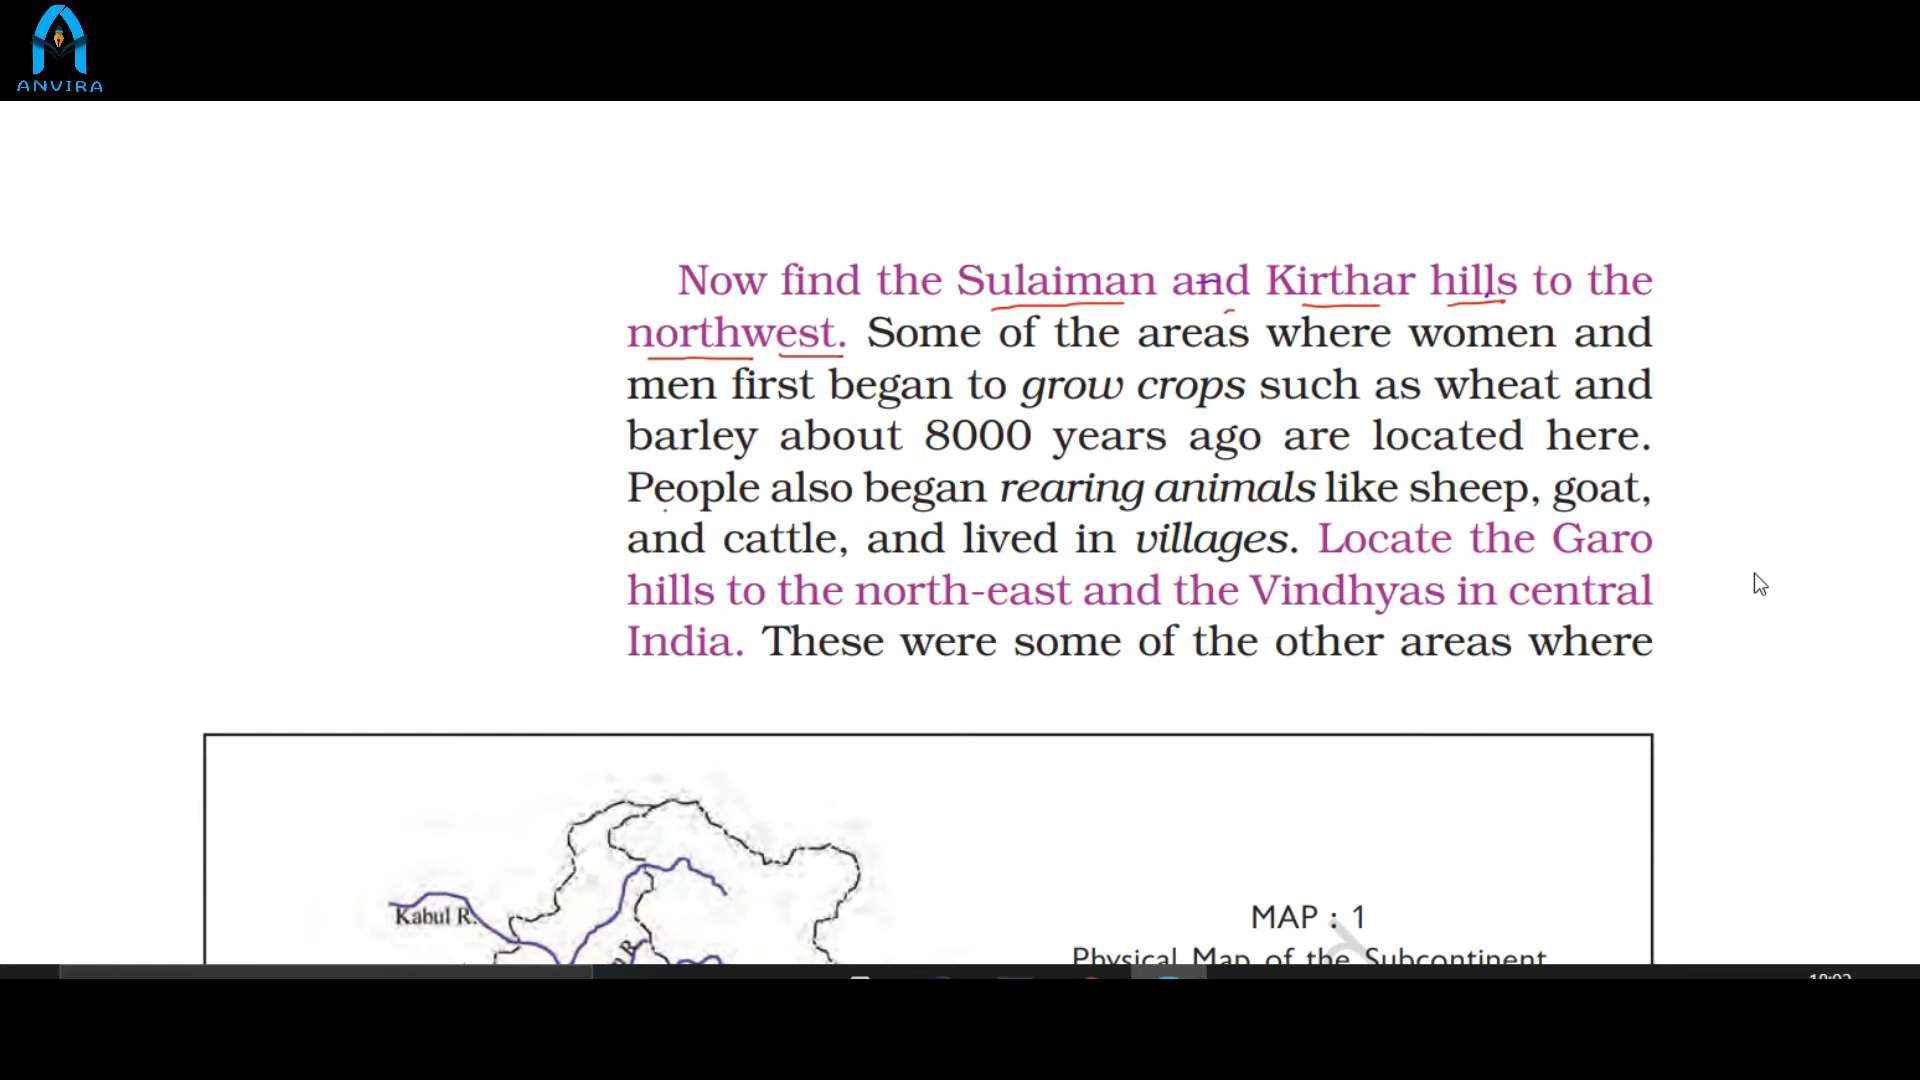 ANVIRA
Now find the Sulaiman and Kirthar hills to the
northwest. Some of the areas where women and
men first began to grow crops such as wheat and
barley about 8000 years ago are located here.
People also began rearing animals like sheep, goat,
and cattle, and lived in villages. Locate the Garo
hills to the north-east and the Vindhyas in central
India. These were some of the other areas where
Kabul R.
MAP : 1
Physical Map of the Subcontinent